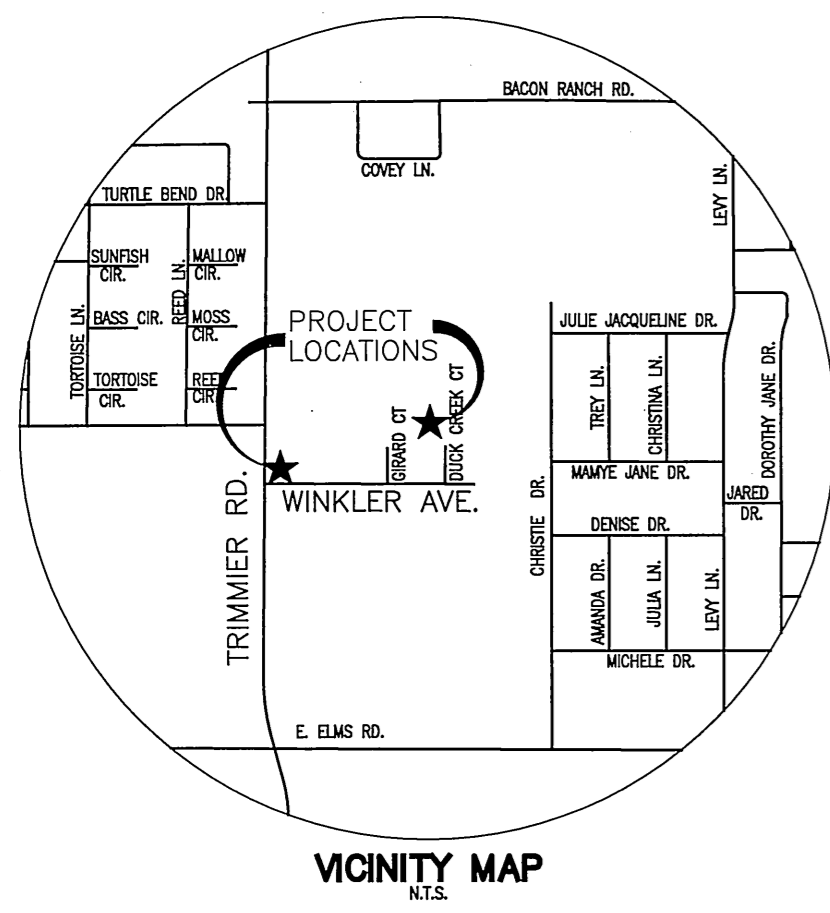 BACON RANCH RD.
COVEY LN.
LEVY LN.
TURTLE BEND DR.
SUNFISH
CIR.
MALLOW
CIR.
REED LN.
BASS CIR.
MOSS
CIR.
TORTOISE LN.
TORTOISE
CIR.
REED
CIR.
PROJECT
LOCATIONS
JULIE JACQUELINE DR.
TREY LN.
CHRISTINA LN.
DOROTHY JANE DR.
GIRARD CT
DUCK CREEK CT
MAMYE JANE DR.
JARED
DR.
WINKLER AVE.
TRIMMIER RD.
CHRISTIE DR.
DENISE DR.
AMANDA DR.
JULIA LN.
LEVY LN.
MICHELE DR.
E. ELMS RD.
VICINITY MAP
N.T.S.